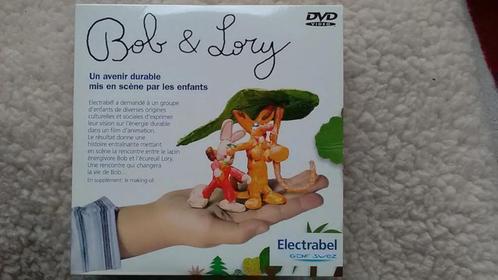 Bob & Lory
DVD
VIDEO
Un avenir durable
mis en scène par les enfants
Electrabel a demandé à un groupe
d'enfants de diverses origines
culturelles et sociales d'exprimer
leur vision sur l'énergie durable
dans un film d'animation.
Le résultat donne une
histoire entraînante mettant
en scène la rencontre entre le lapin
énergivore Bob et l'écureuil Lory.
Une rencontre qui changera
la vie de Bob...
En supplément: le making-of!
Electrabel
GDF SUEZ